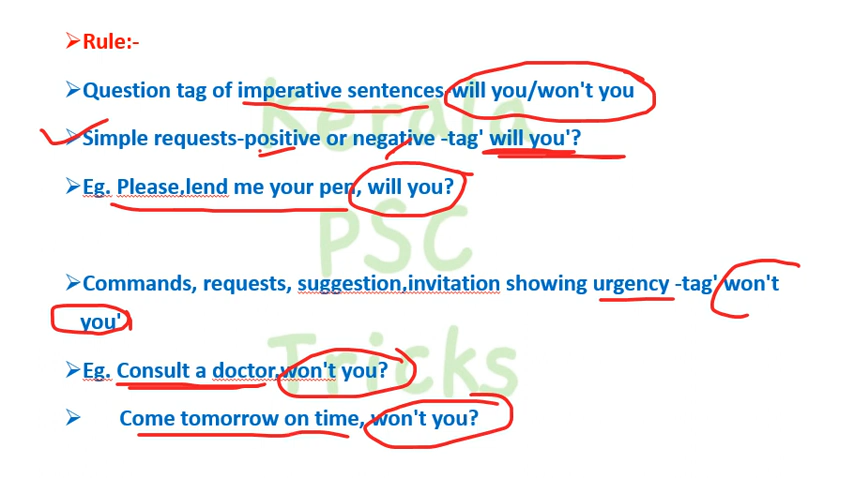 ➢Rule:-
➢Question tag of imperative sentences-will you/won't you
➢Simple requests-positive or negative -tag' will you'?
➢Eg. Please,lend me your pen, will you?
➢Commands, requests, suggestion,invitation showing urgency -tag' won't
you'
➢Eg. Consult a doctor,won't you?
➢ Come tomorrow on time, won't you?
Kerala
PSC
Tricks